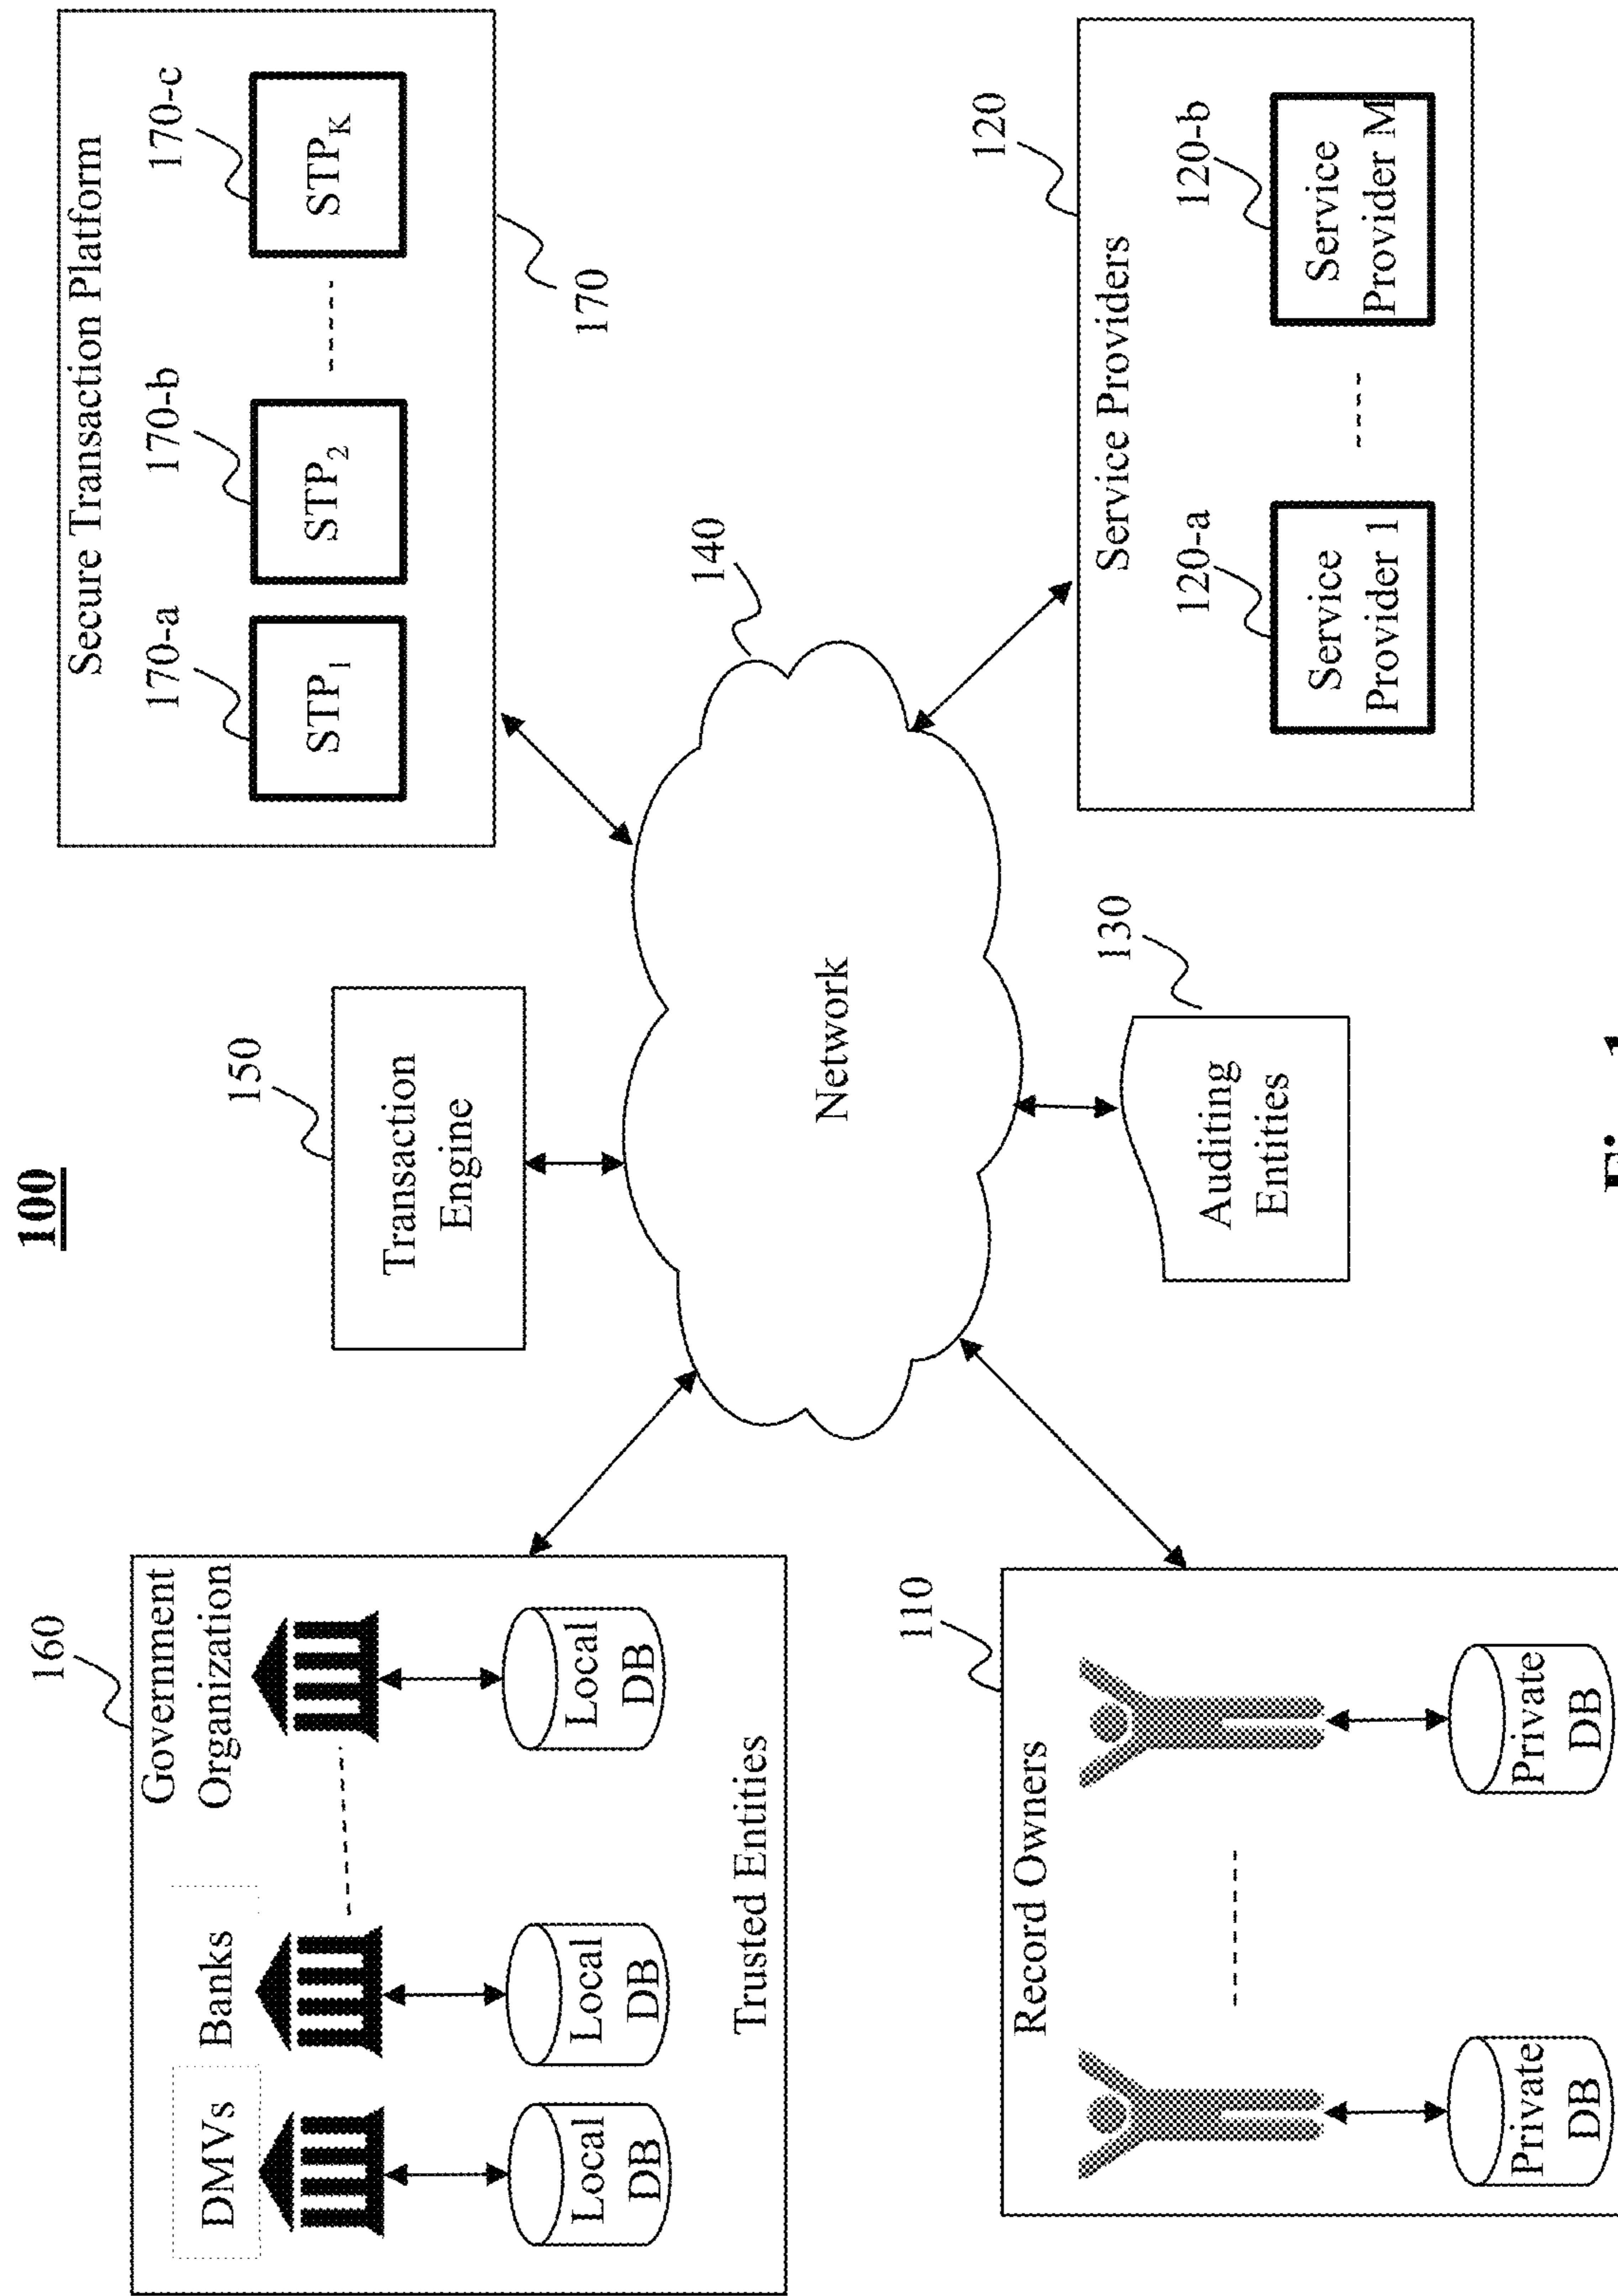 100
160
Government
Organization
DMVs
Banks
Local
DB
Local
DB
Local
DB
Trusted Entities
150
Transaction
Engine
Secure Transaction Platform
170-a
170-b
170-c
STP1
STP2
STPK
170
140
Network
110
Record Owners
Private
DB
Private
DB
130
Auditing
Entities
120
Service Providers
120-a
120-b
Service
Provider 1
Service
Provider M